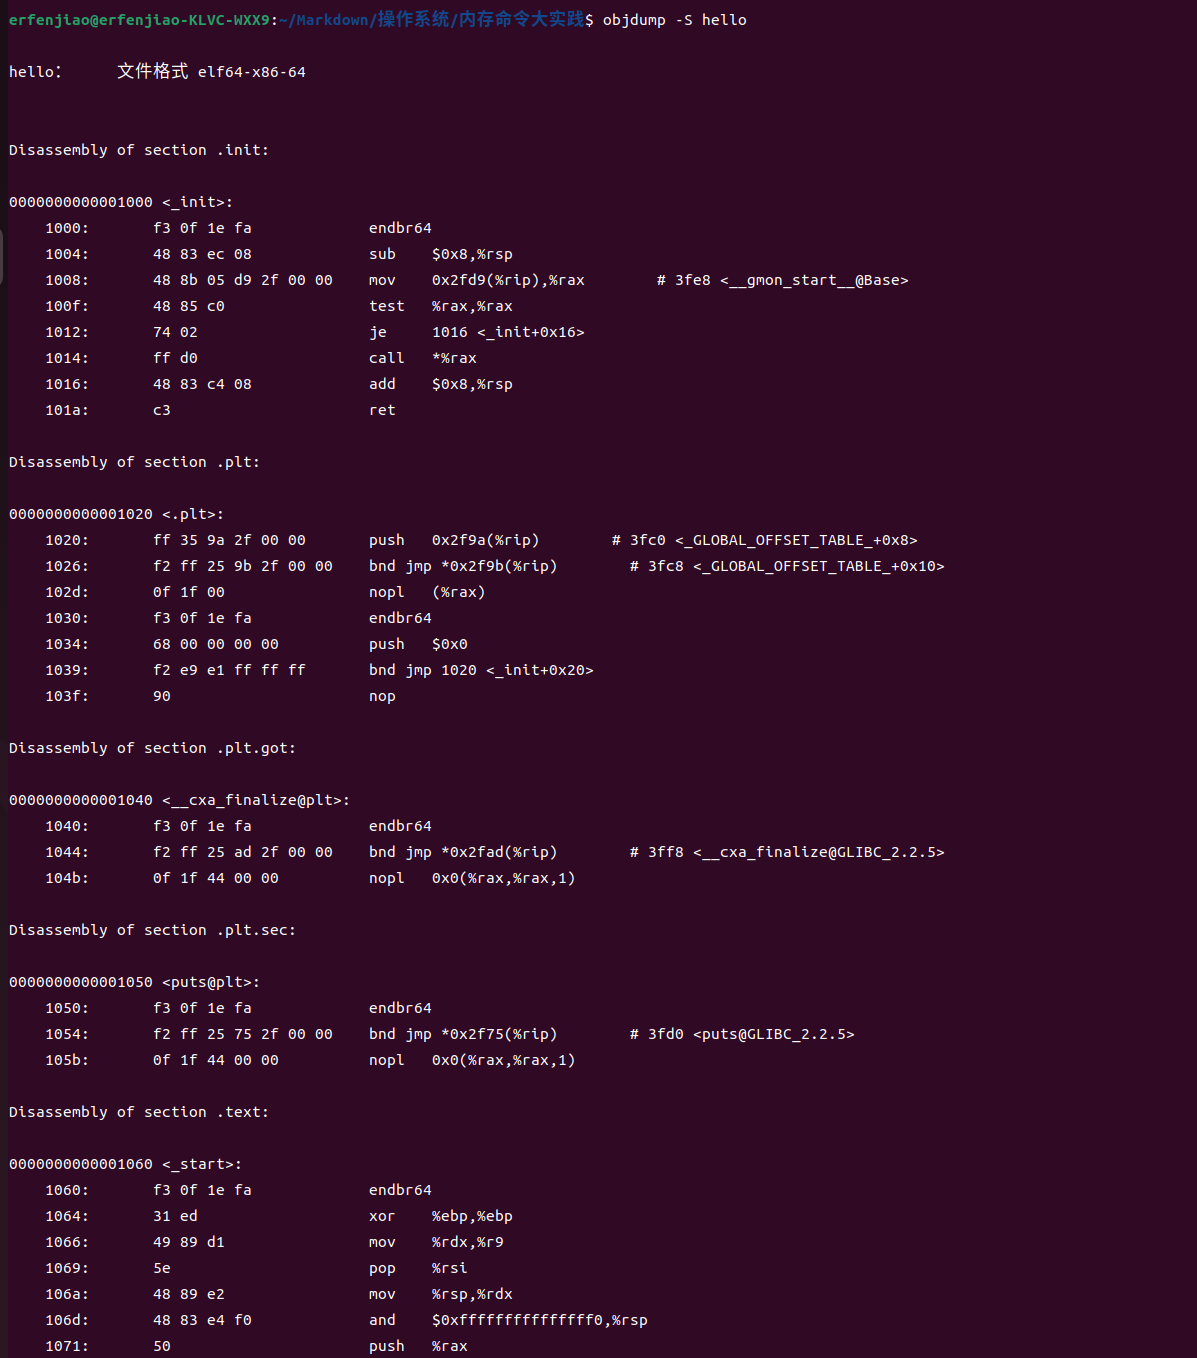 erfenjiao@erfenjiao-KLVC-WXX9:~/Markdown/操作系统/内存命令大实践$ objdump -S hello
hello：     文件格式 elf64-x86-64
Disassembly of section .init:
0000000000001000 <_init>:
    1000:	f3 0f 1e fa          	endbr64
    1004:	48 83 ec 08          	sub    $0x8,%rsp
    1008:	48 8b 05 d9 2f 00 00 	mov    0x2fd9(%rip),%rax        # 3fe8 <__gmon_start__@Base>
    100f:	48 85 c0             	test   %rax,%rax
    1012:	74 02                	je     1016 <_init+0x16>
    1014:	ff d0                	call   *%rax
    1016:	48 83 c4 08          	add    $0x8,%rsp
    101a:	c3                   	ret
Disassembly of section .plt:
0000000000001020 <.plt>:
    1020:	ff 35 9a 2f 00 00    	push   0x2f9a(%rip)        # 3fc0 <_GLOBAL_OFFSET_TABLE_+0x8>
    1026:	f2 ff 25 9b 2f 00 00 	bnd jmp *0x2f9b(%rip)        # 3fc8 <_GLOBAL_OFFSET_TABLE_+0x10>
    102d:	0f 1f 00             	nopl   (%rax)
    1030:	f3 0f 1e fa          	endbr64
    1034:	68 00 00 00 00       	push   $0x0
    1039:	f2 e9 e1 ff ff ff    	bnd jmp 1020 <_init+0x20>
    103f:	90                   	nop
Disassembly of section .plt.got:
0000000000001040 <__cxa_finalize@plt>:
    1040:	f3 0f 1e fa          	endbr64
    1044:	f2 ff 25 ad 2f 00 00 	bnd jmp *0x2fad(%rip)        # 3ff8 <__cxa_finalize@GLIBC_2.2.5>
    104b:	0f 1f 44 00 00       	nopl   0x0(%rax,%rax,1)
Disassembly of section .plt.sec:
0000000000001050 <puts@plt>:
    1050:	f3 0f 1e fa          	endbr64
    1054:	f2 ff 25 75 2f 00 00 	bnd jmp *0x2f75(%rip)        # 3fd0 <puts@GLIBC_2.2.5>
    105b:	0f 1f 44 00 00       	nopl   0x0(%rax,%rax,1)
Disassembly of section .text:
0000000000001060 <_start>:
    1060:	f3 0f 1e fa          	endbr64
    1064:	31 ed                	xor    %ebp,%ebp
    1066:	49 89 d1             	mov    %rdx,%r9
    1069:	5e                   	pop    %rsi
    106a:	48 89 e2             	mov    %rsp,%rdx
    106d:	48 83 e4 f0          	and    $0xfffffffffffffff0,%rsp
    1071:	50                   	push   %rax